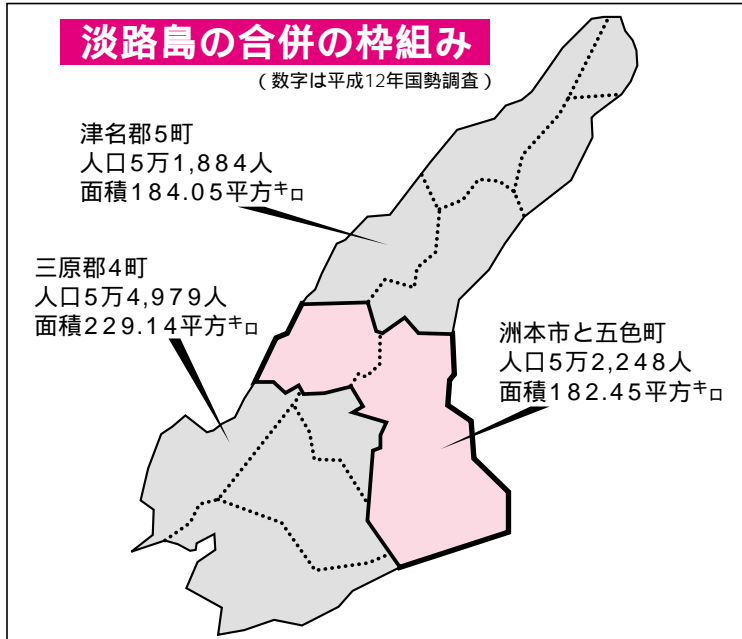 淡路島の合併の枠組み
（数字は平成12年国勢調査）
津名郡5町
人口5万1,884人
面積184.05平方キロ
三原郡4町
人口5万4,979人
面積229.14平方キロ
洲本市と五色町
人口5万2,248人
面積182.45平方キロ